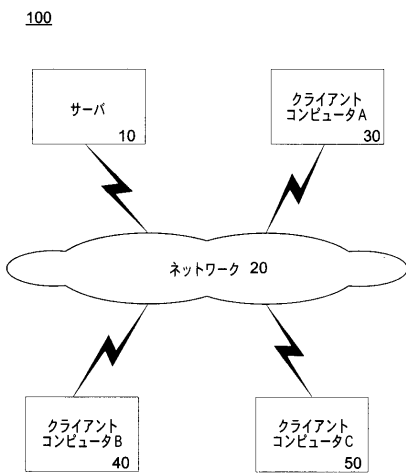 100
サーバ
10
クライアント
コンピュータA
30
ネットワーク 20
クライアント
コンピュータB
40
クライアント
コンピュータC
50